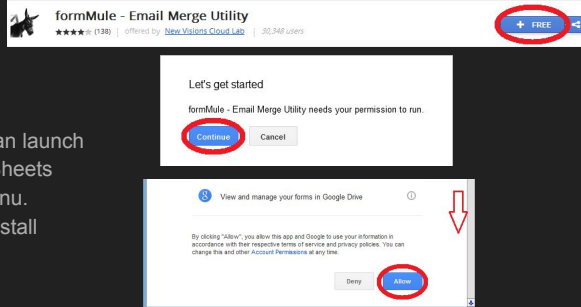 formMule - Email Merge Utility
★★★★★ (138) offered by New Visions Cloud Lab 30,348 users
+ FREE
Let's get started
formMule - Email Merge Utility needs your permission to run.
Continue Cancel
an launch
heets
nu.
stall
8 View and manage your forms in Google Drive
By clicking "Allow", you allow this app and Google to use your information in
accordance with their respective terms of service and privacy policies. You can
change this and other Account Permissions at any time.
Deny Allow